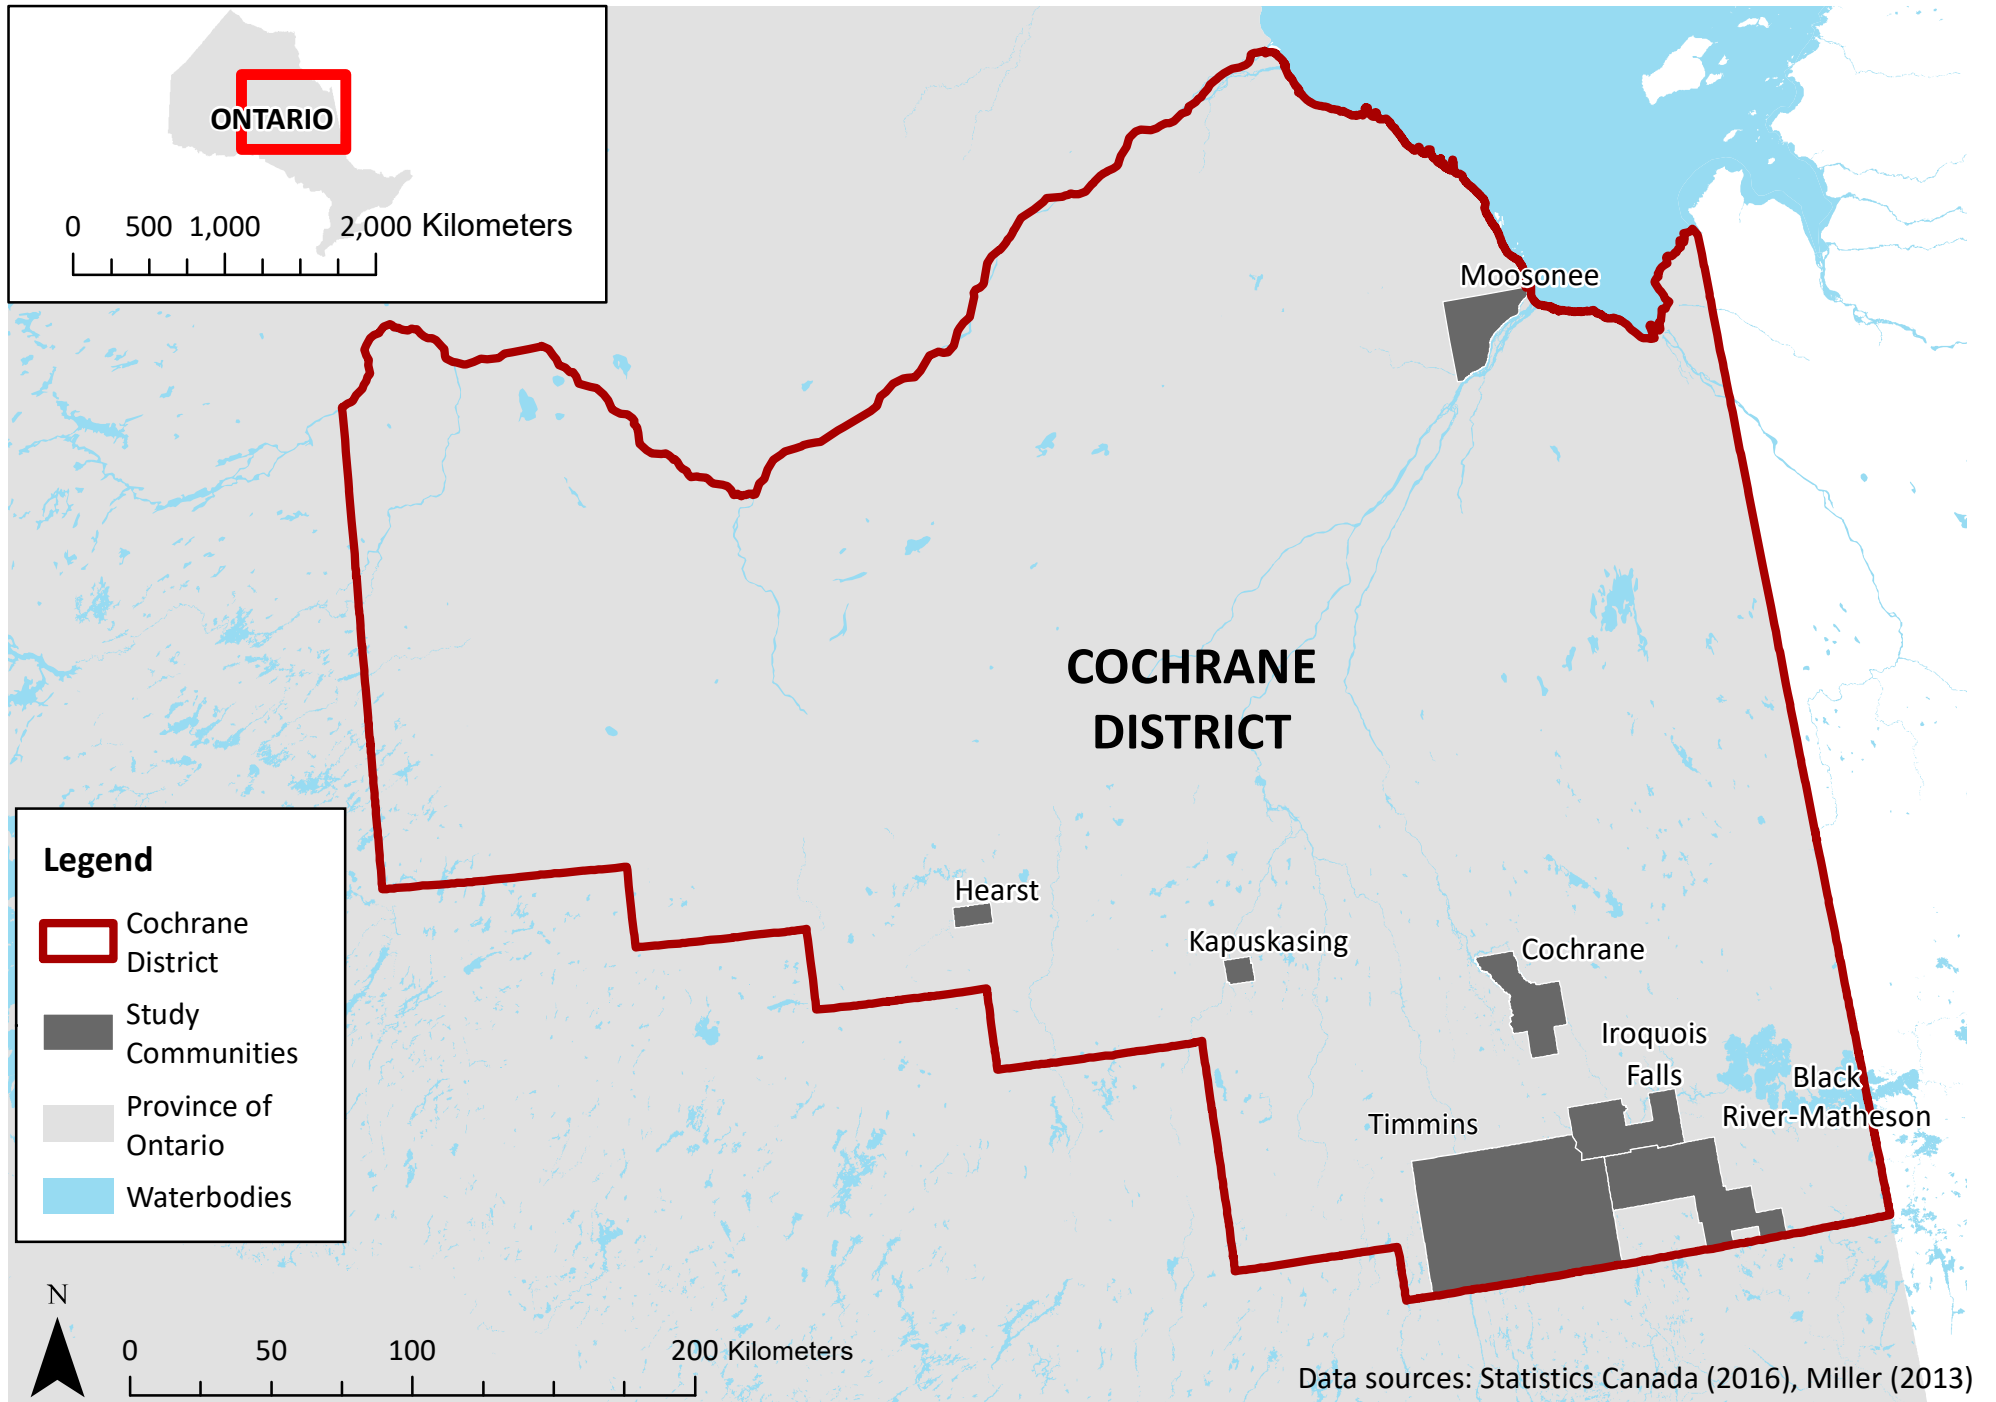 ONTARIO
0 500 1,000 2,000 Kilometers
Moosonee
COCHRANE
DISTRICT
Hearst
Kapuskasing
Cochrane
Iroquois
Falls
Black
River-Matheson
Timmins
Legend
Cochrane
District
Study
Communities
Province of
Ontario
Waterbodies
N
0 50 100 200 Kilometers
Data sources: Statistics Canada (2016), Miller (2013)